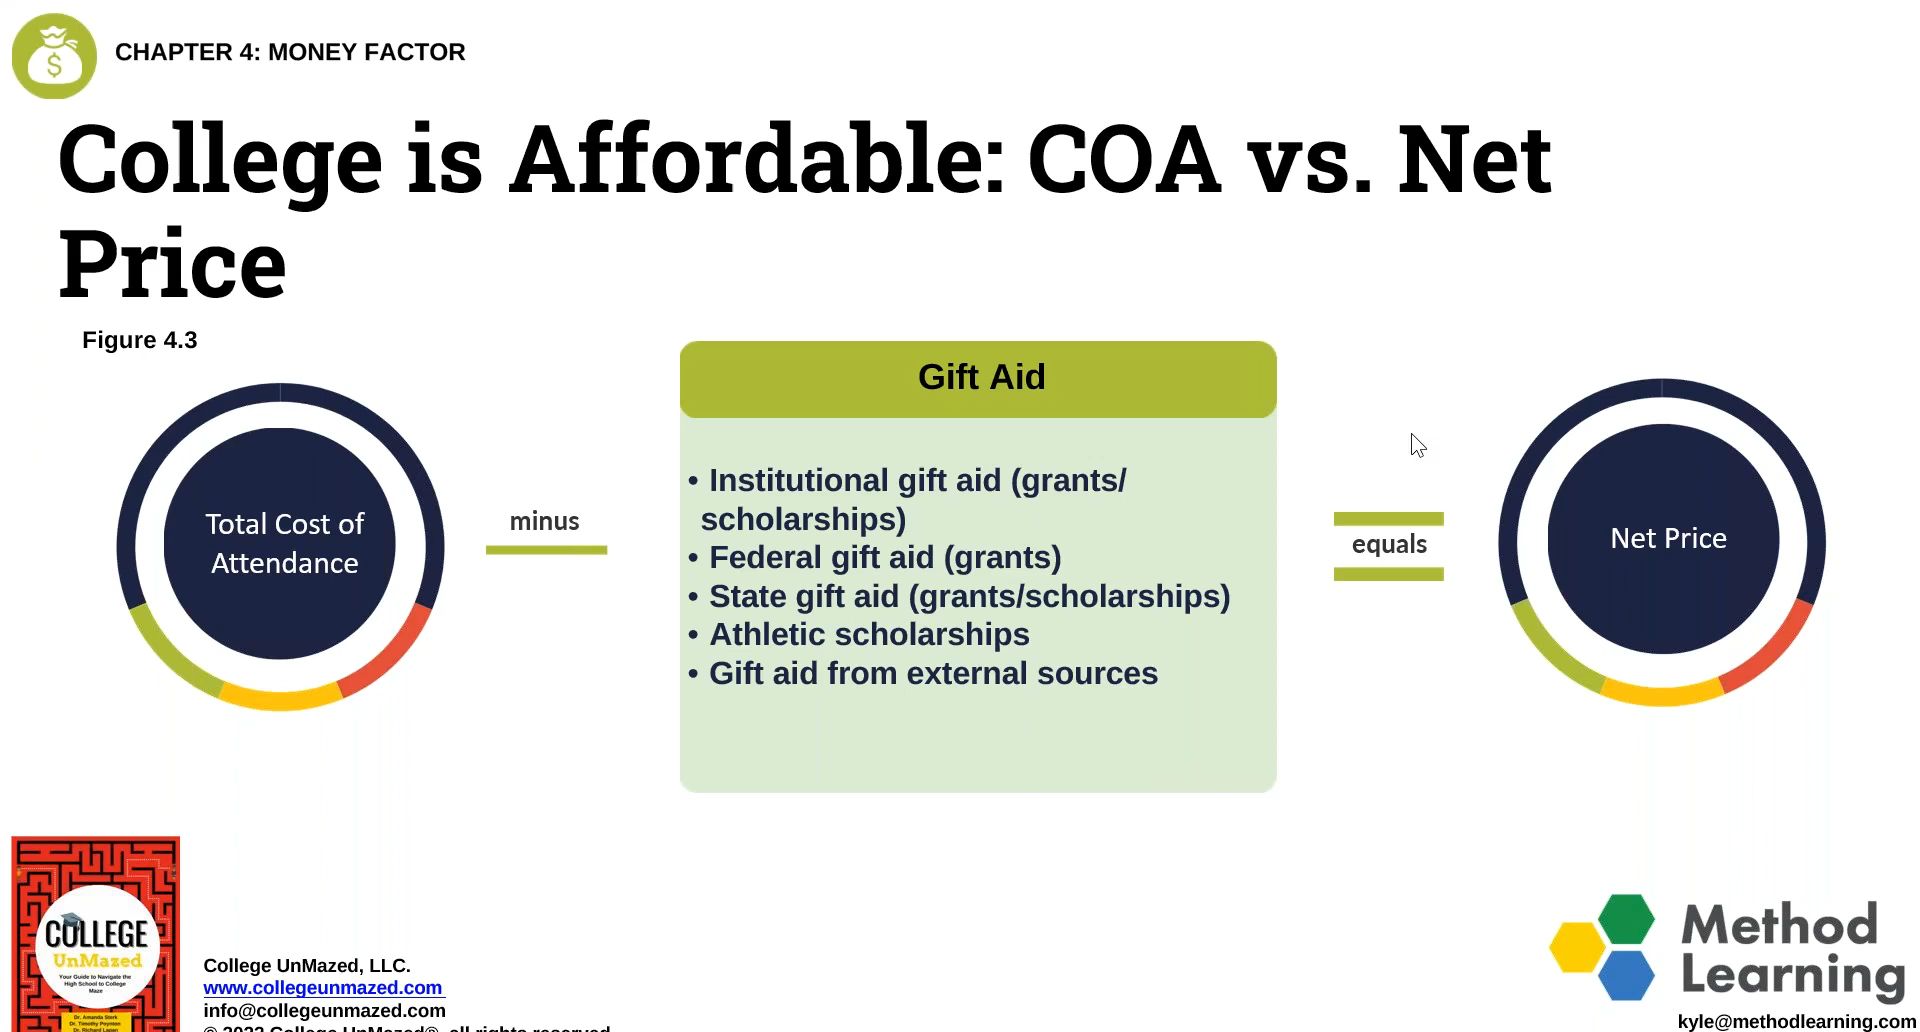 CHAPTER 4: MONEY FACTOR
College is Affordable: COA vs. Net
Price
Figure 4.3
Total Cost of
Attendance
minus
Gift Aid
• Institutional gift aid (grants/
scholarships)
• Federal gift aid (grants)
• State gift aid (grants/scholarships)
• Athletic scholarships
• Gift aid from external sources
equals
Net Price
$
COLLEGE
UnMazed
Your Guide to Navigate the
High School to College
Maze
Dr. Amanda Sterk
Dr. Timothy Poynton
Dr. Richard Lapan
College UnMazed, LLC.
www.collegeunmazed.com
info@collegeunmazed.com
© 2023 College UnMazed®, all rights reserved
Method
Learning
kyle@methodlearning.com